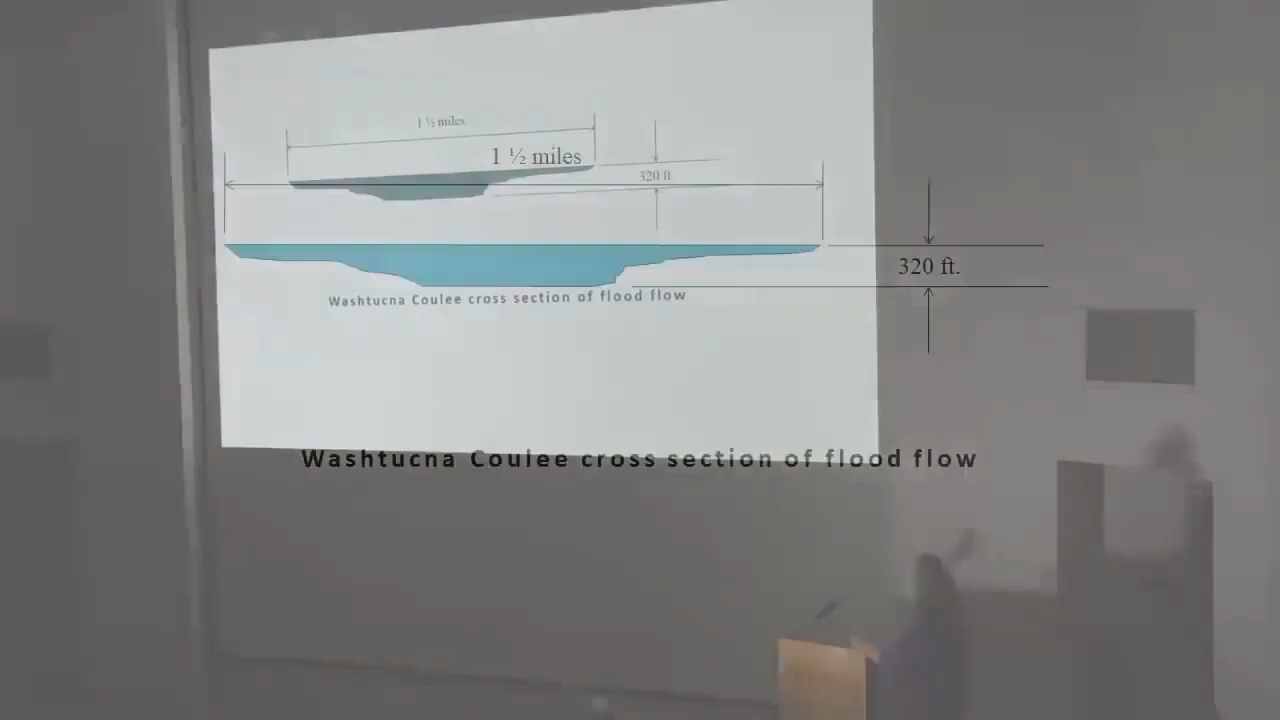 1 ½ miles
1 ½ miles
320 ft
320 ft.
Washtucna Coulee cross section of flood flow
Washtucna Coulee cross section of flood flow